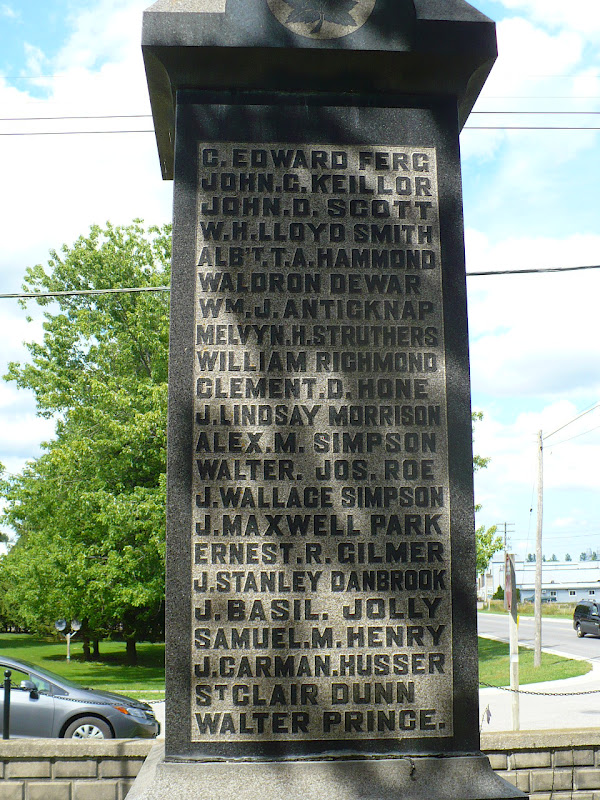 G. EDWARD FERG
JOHN.G.KEILLOR
JOHN.D. SCOTT
W.H.LLOYD SMITH
ALB'T.T.A.HAMMOND
WALDRON DEWAR
WM.J.ANTICKNAP
MELVYN.H.STRUTHERS
WILLIAM RICHMOND
CLEMENT.D. HONE
J.LINDSAY MORRISON
ALEX.M. SIMPSON
WALTER. JOS. ROE
J.WALLACE SIMPSON
J.MAXWELL PARK
ERNEST.R.GILMER
J.STANLEY DANBROOK
J.BASIL. JOLLY
SAMUEL.M.HENRY
J.CARMAN.HUSSER
ST CLAIR DUNN
WALTER PRINCE.